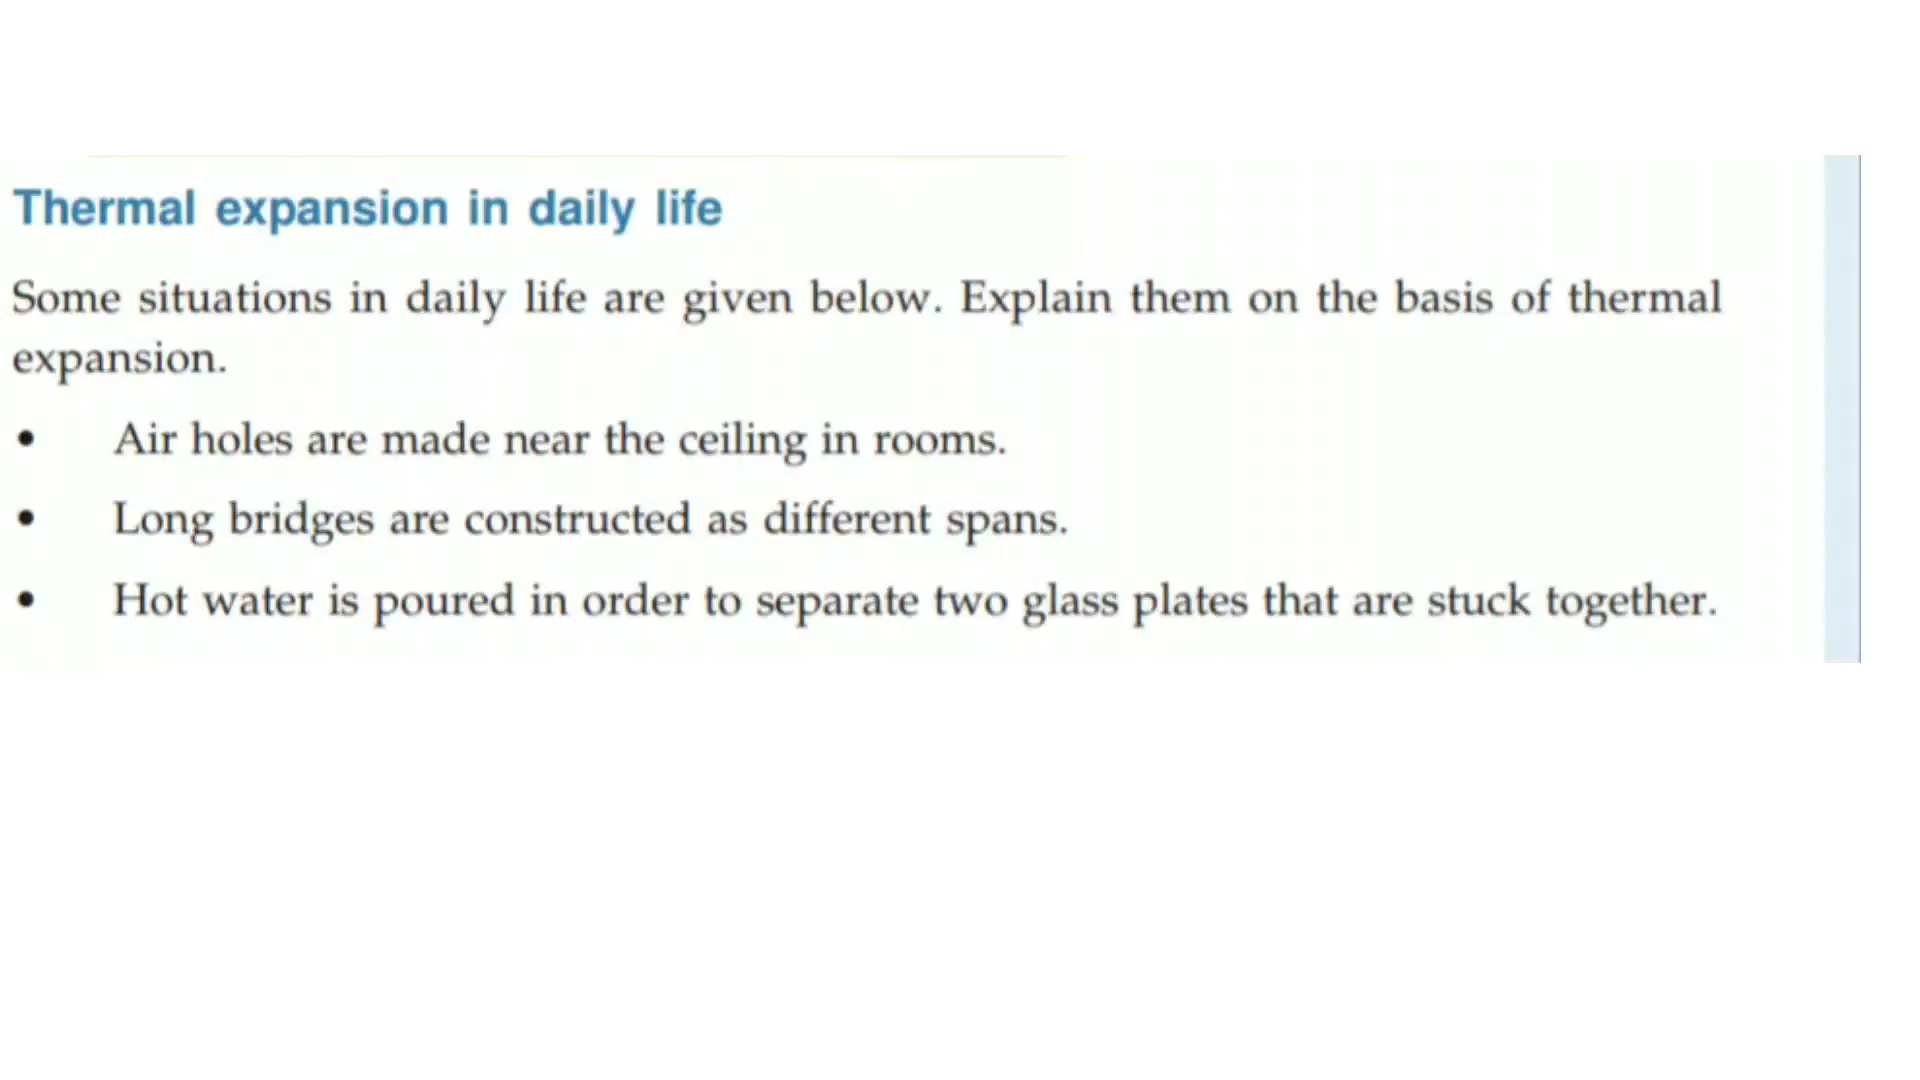 Thermal expansion in daily life
Some situations in daily life are given below. Explain them on the basis of thermal
expansion.
• Air holes are made near the ceiling in rooms.
• Long bridges are constructed as different spans.
• Hot water is poured in order to separate two glass plates that are stuck together.